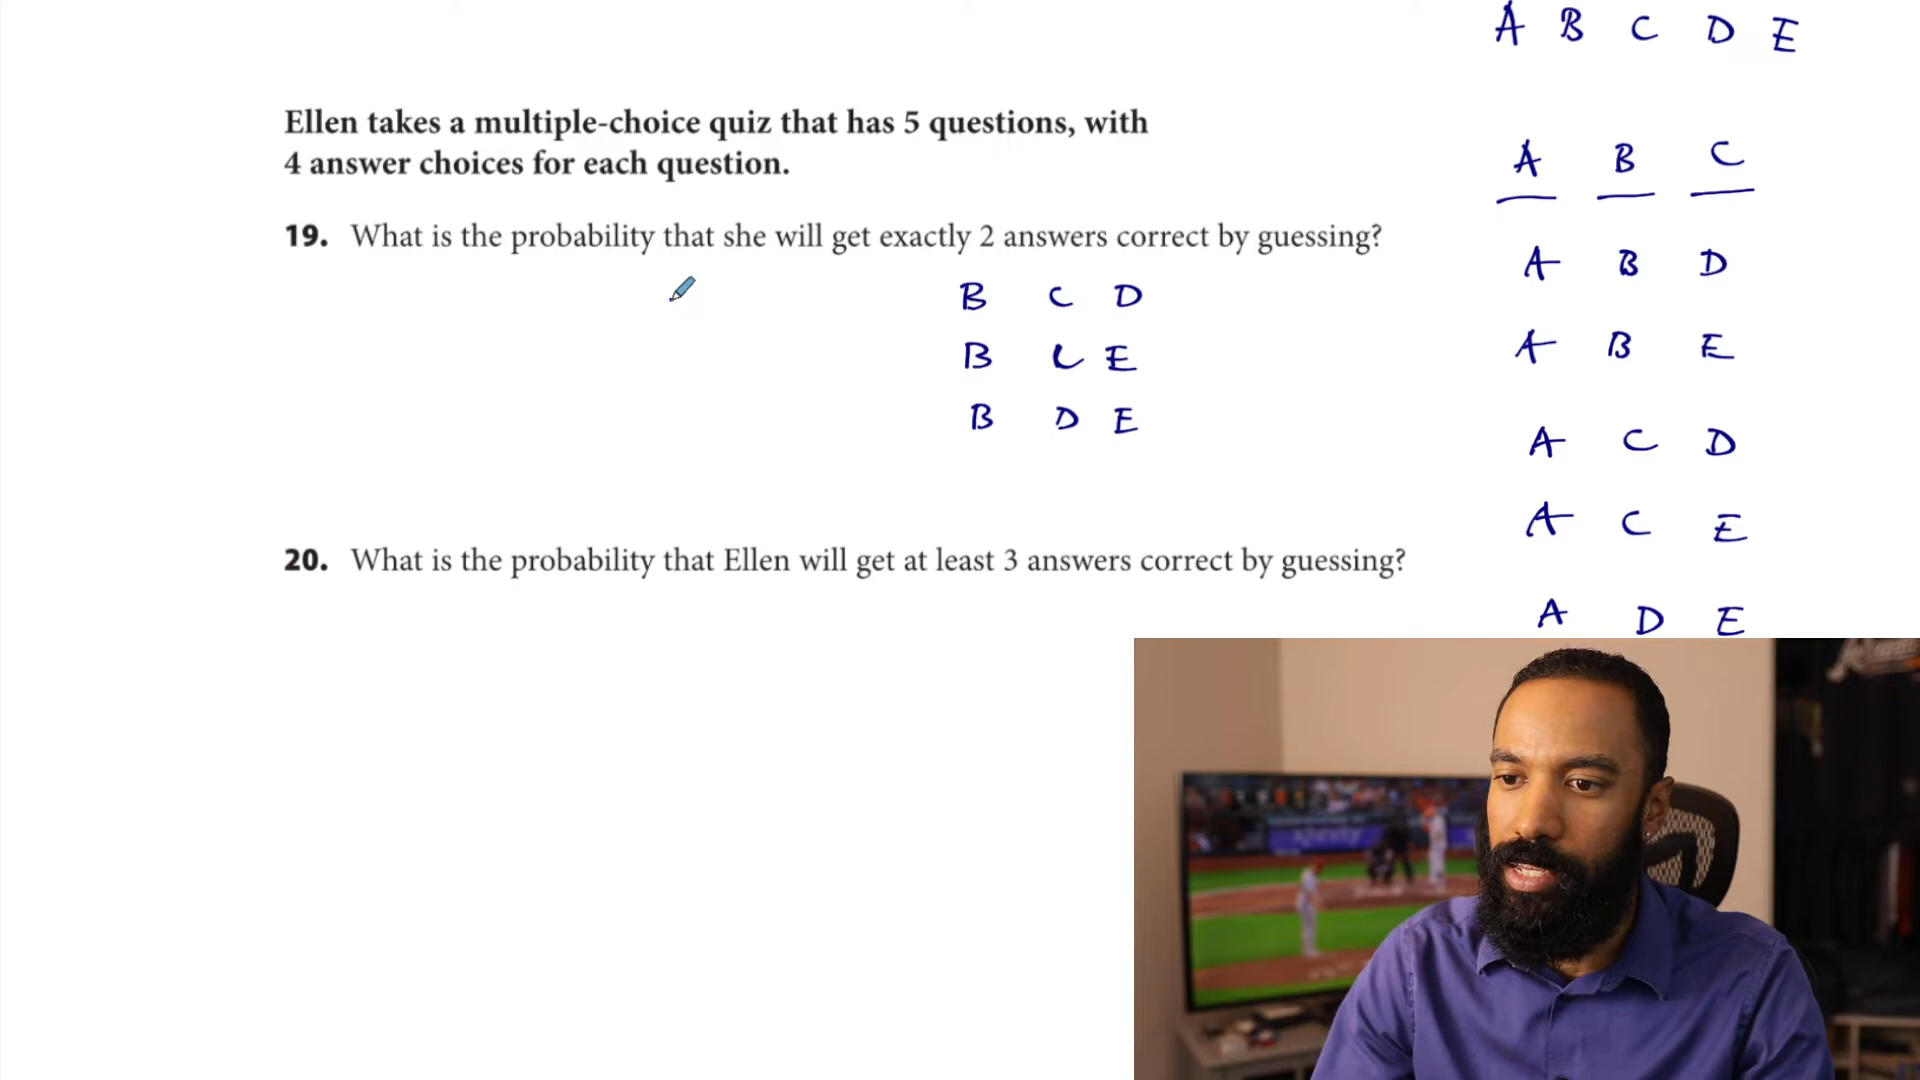 A B C D E
Ellen takes a multiple-choice quiz that has 5 questions, with
4 answer choices for each question.
19. What is the probability that she will get exactly 2 answers correct by guessing?
B C D
B C E
B D E
A B C
A B D
A B E
A C D
A C E
A D E
20. What is the probability that Ellen will get at least 3 answers correct by guessing?